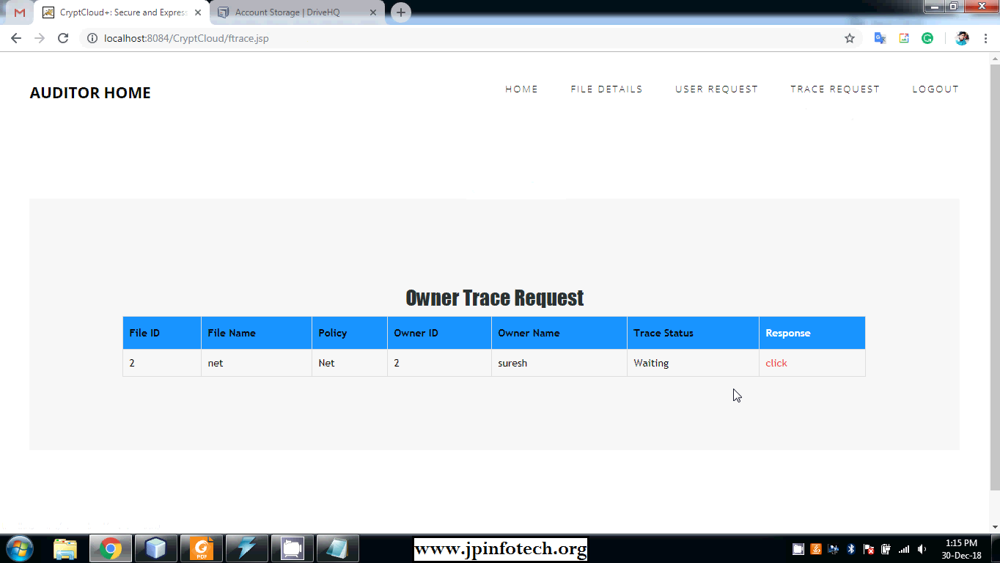 CryptCloud+: Secure and Express
Account Storage | DriveHQ
localhost:8084/CryptCloud/ftrace.jsp
AUDITOR HOME
HOME FILE DETAILS USER REQUEST TRACE REQUEST LOGOUT
Owner Trace Request
File ID File Name Policy Owner ID Owner Name Trace Status Response
2 net Net 2 suresh Waiting click
PDF
www.jpinfotech.org
1:15 PM
30-Dec-18